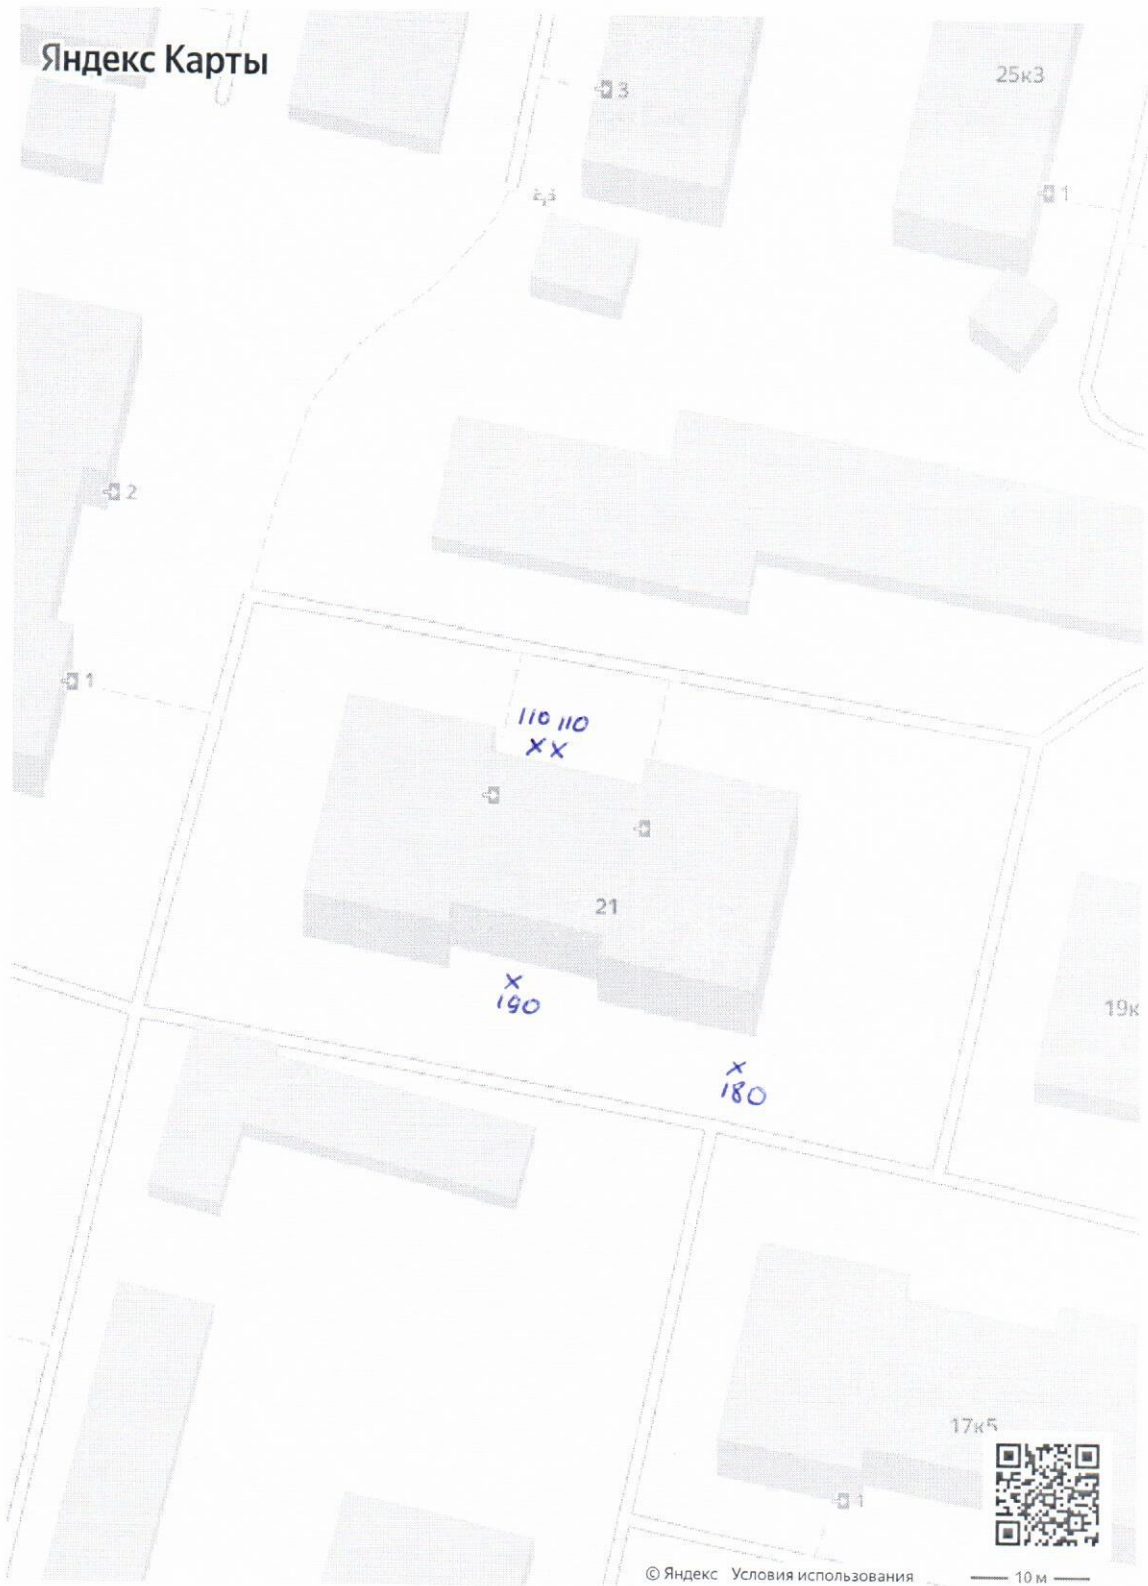 Яндекс Карты
25к3
3
1
2
1
110 110
х х
21
х
190
19к
х
180
17к5
1
© Яндекс Условия использования
10 м